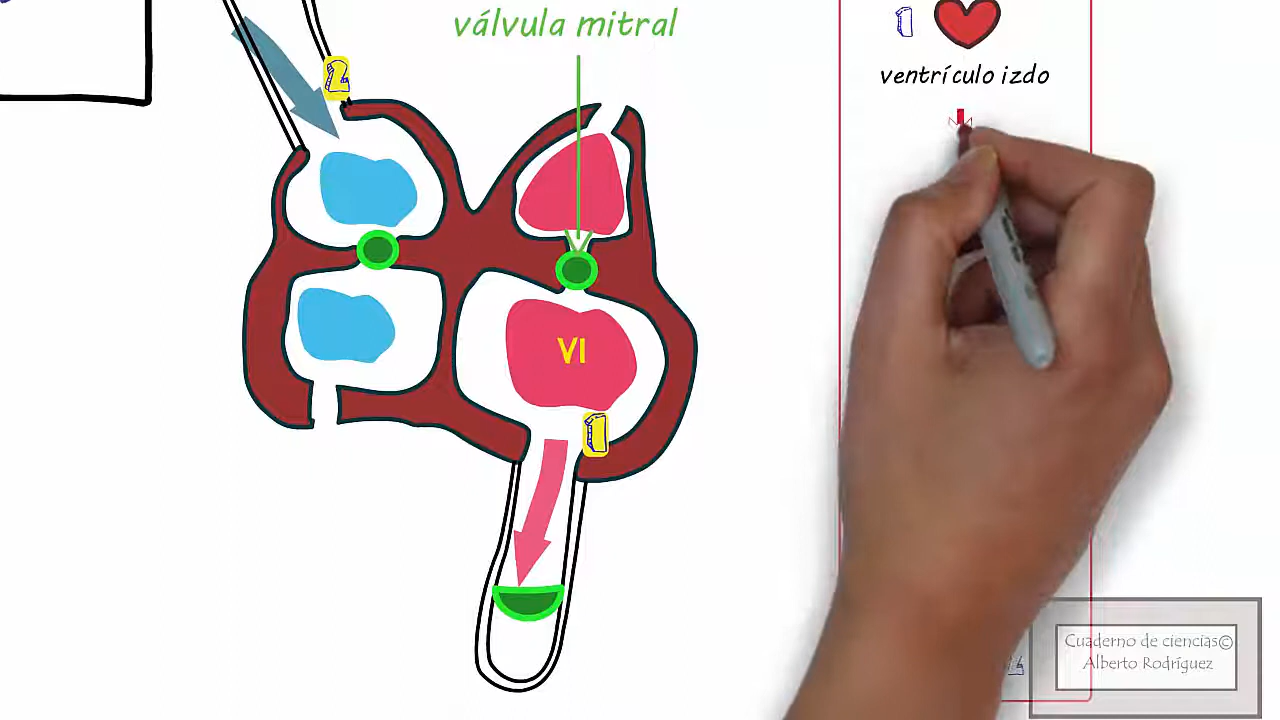 válvula mitral
1
ventrículo izdo
2
VI
1
Cuaderno de ciencias©
Alberto Rodríguez